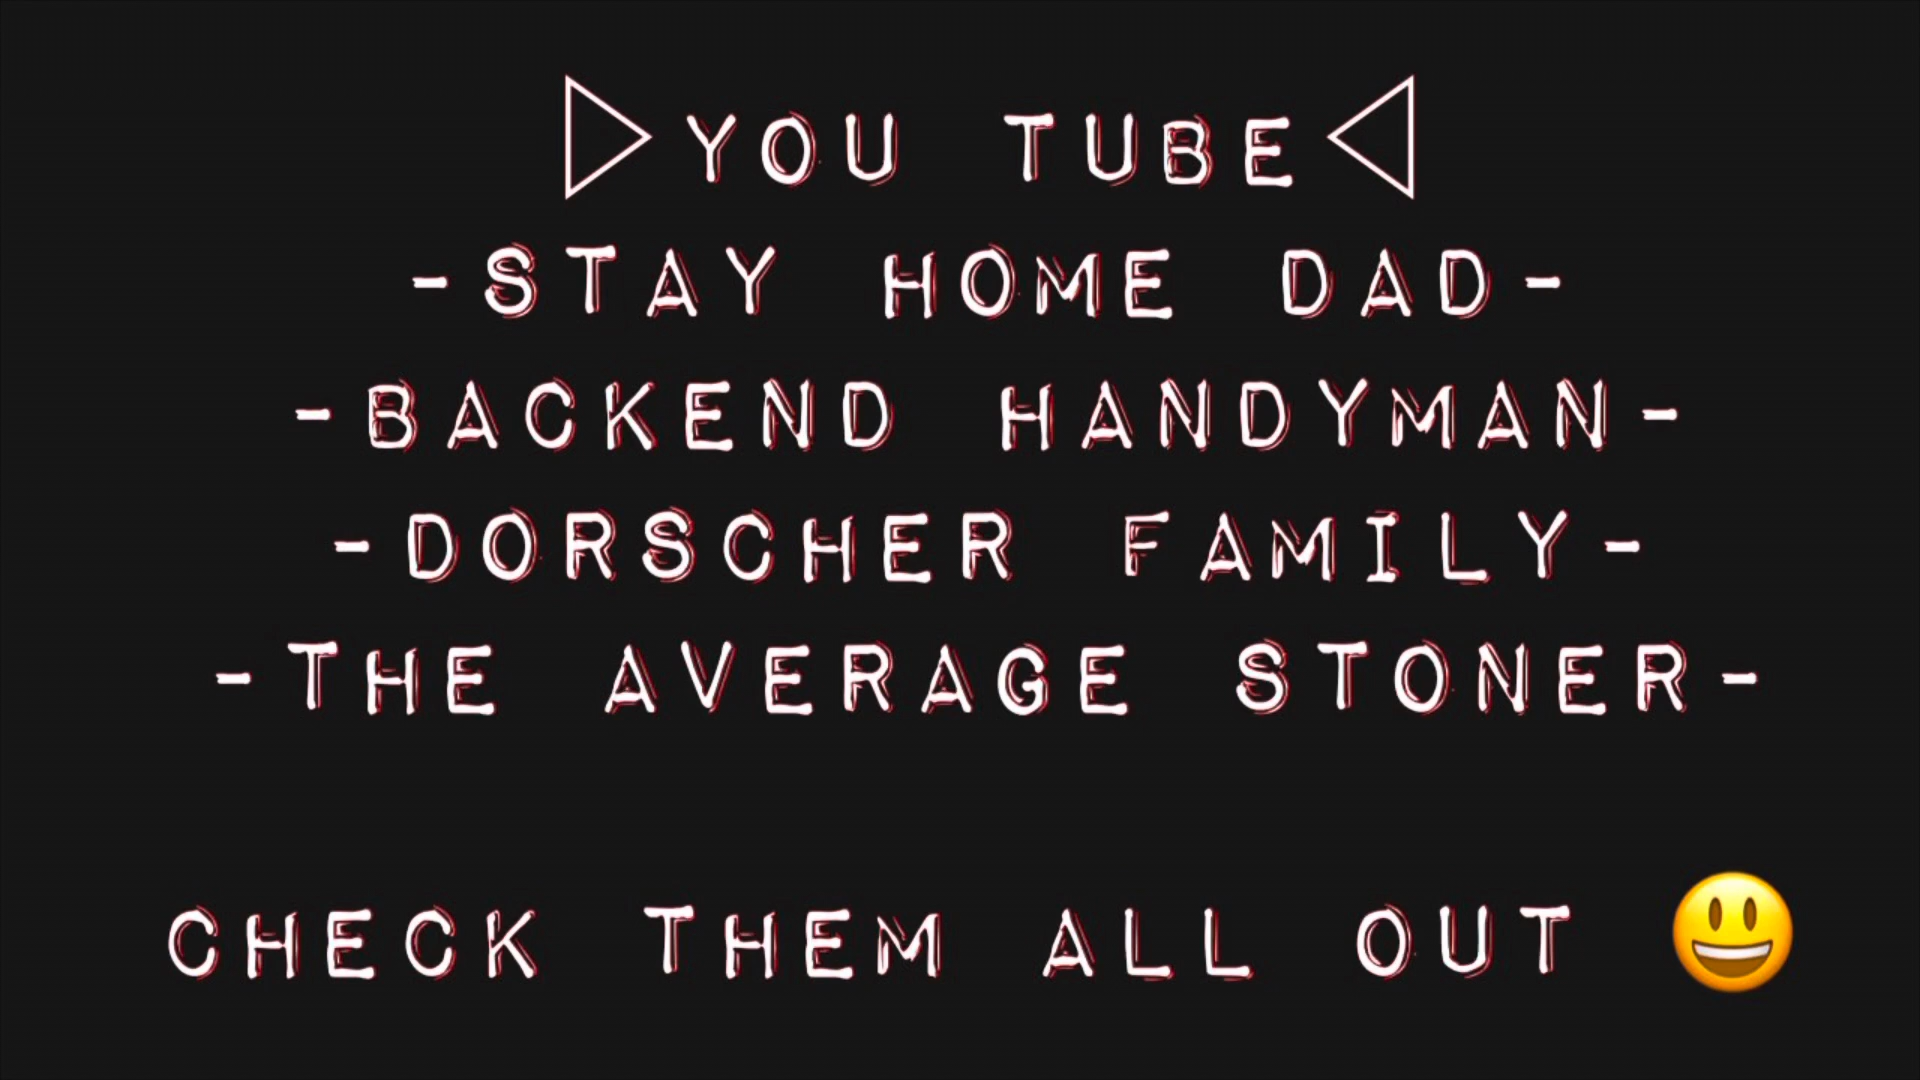 ▷YOU TUBE◁
-STAY HOME DAD-
-BACKEND HANDYMAN-
-DORSCHER FAMILY-
-THE AVERAGE STONER-
CHECK THEM ALL OUT 😃